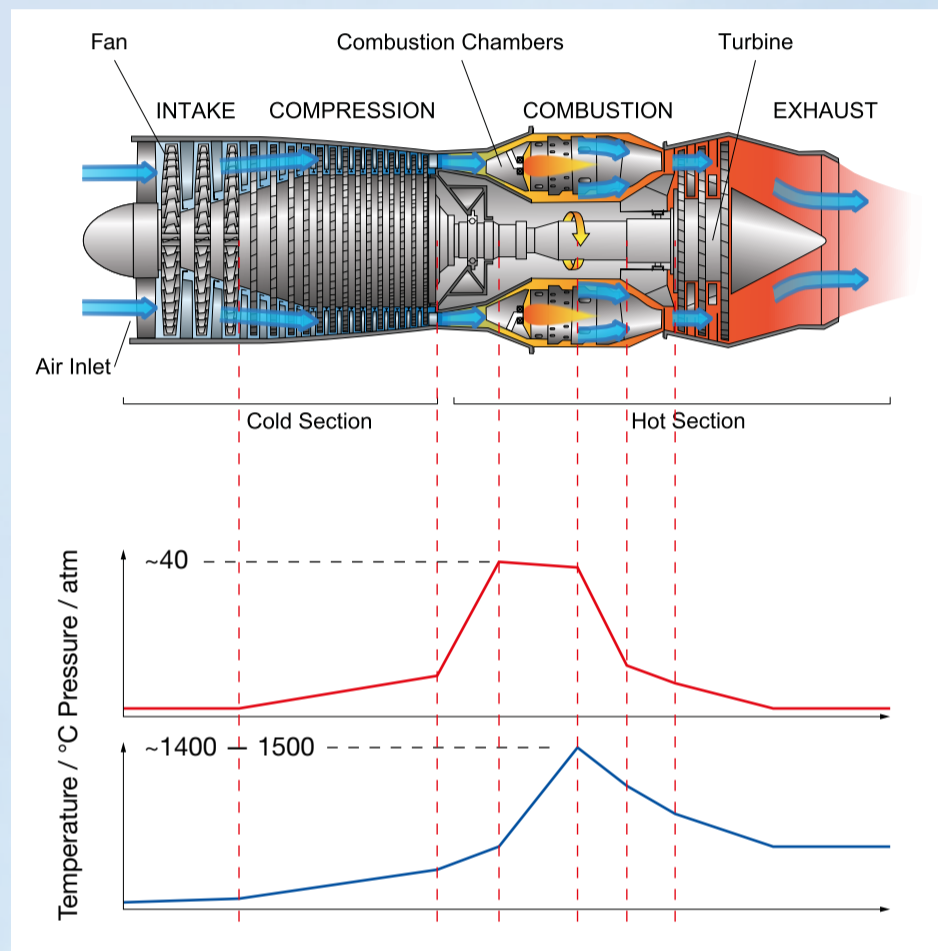 Fan
Combustion Chambers
Turbine
INTAKE
COMPRESSION
COMBUSTION
EXHAUST
Air Inlet
Cold Section
Hot Section
~40
~1400 – 1500
Temperature / °C Pressure / atm